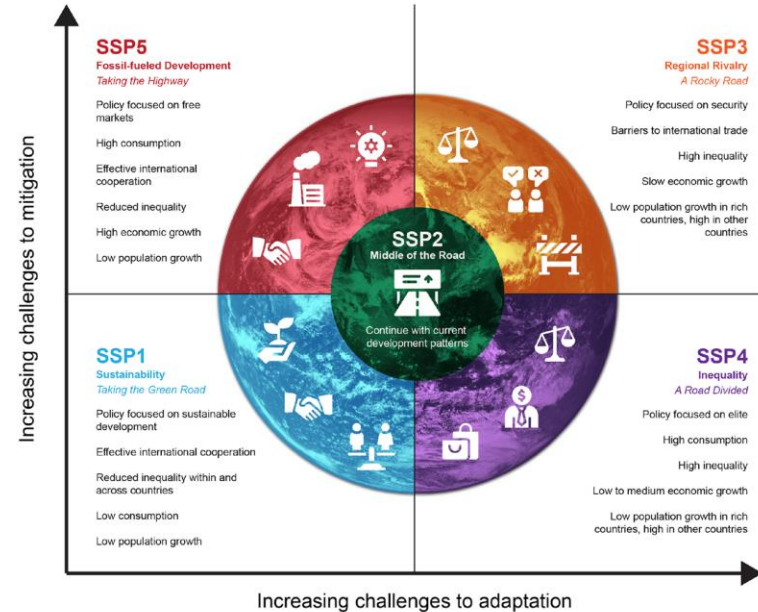 SSP5
Fossil-fueled Development
Taking the Highway
Policy focused on free
markets
High consumption
Effective international
cooperation
Reduced inequality
High economic growth
Low population growth
SSP3
Regional Rivalry
A Rocky Road
Policy focused on security
Barriers to international trade
High inequality
Slow economic growth
Low population growth in rich
countries, high in other
countries
SSP2
Middle of the Road
Continue with current
development patterns
SSP1
Sustainability
Taking the Green Road
Policy focused on sustainable
development
Effective international cooperation
Reduced inequality within and
across countries
Low consumption
Low population growth
$
SSP4
Inequality
A Road Divided
Policy focused on elite
High consumption
High inequality
Low to medium economic growth
Low population growth in rich
countries, high in other countries
Increasing challenges to mitigation
Increasing challenges to adaptation